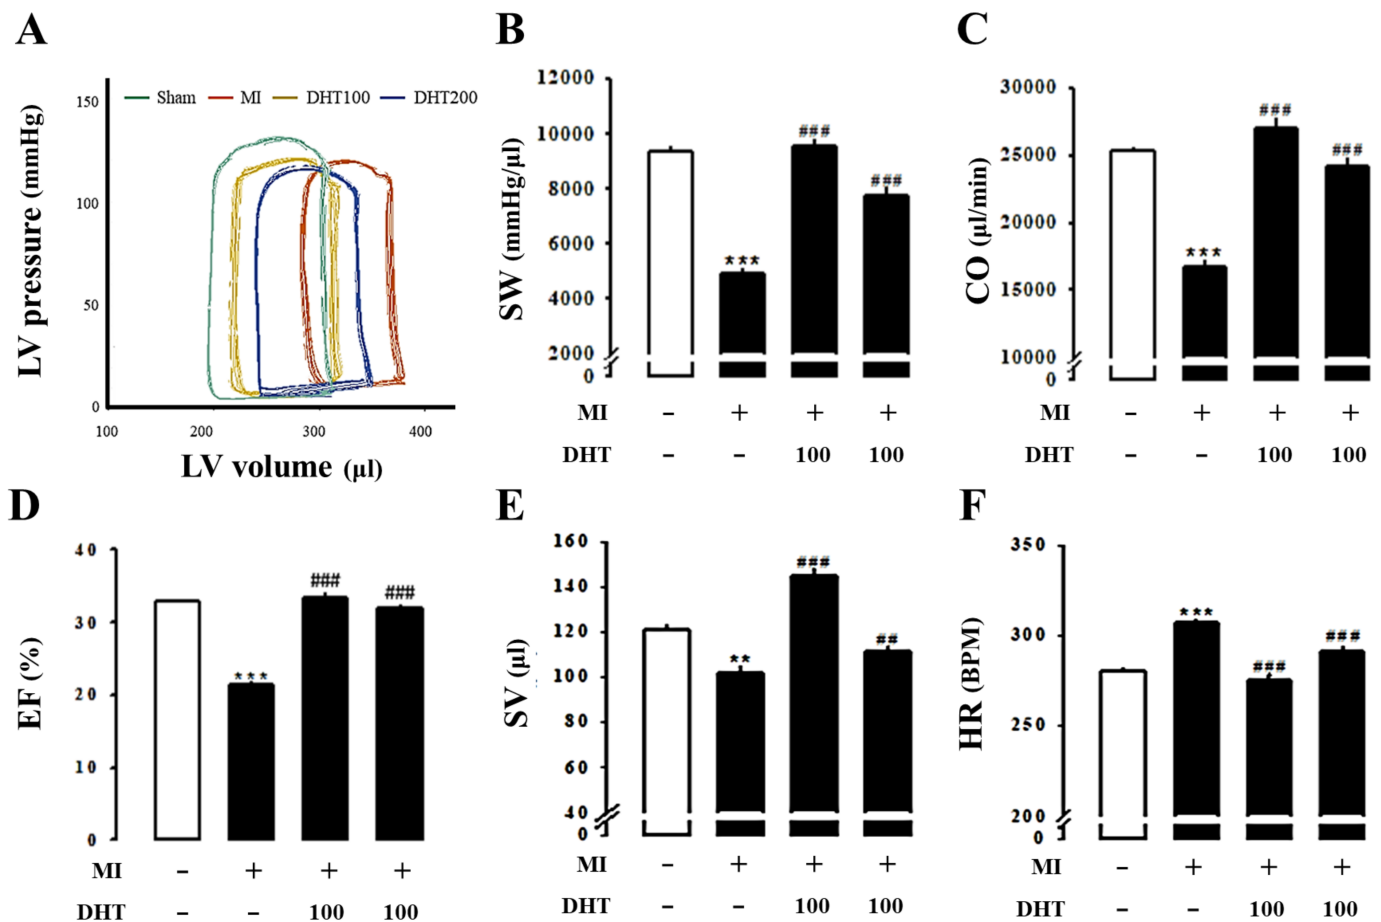 A
LV pressure (mmHg)
150
100
50
0
Sham MI DHT100 DHT200
100 200 300 400
LV volume (μl)
B
SW (mmHg/μl)
12000
10000
8000
6000
4000
2000
0
***
###
###
MI – + + +
DHT – – 100 100
C
CO (μl/min)
30000
25000
20000
15000
10000
0
***
###
###
MI – + + +
DHT – – 100 100
D
EF (%)
40
30
20
10
0
***
###
###
MI – + + +
DHT – – 100 100
E
SV (μl)
160
140
120
100
80
60
40
0
**
###
##
MI – + + +
DHT – – 100 100
F
HR (BPM)
350
300
250
200
0
***
###
###
MI – + + +
DHT – – 100 100